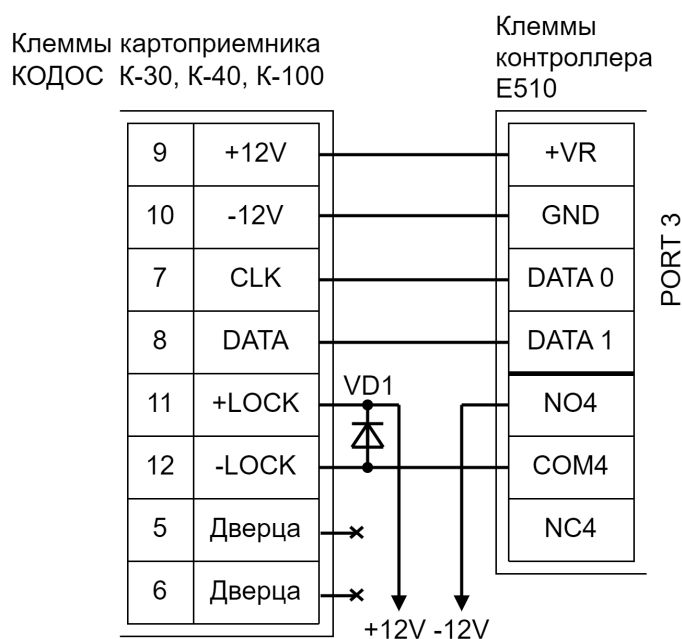 Клеммы картоприемника
КОДОС К-30, К-40, К-100
Клеммы
контроллера
E510
9 +12V
+VR
10 -12V
GND
7 CLK
DATA 0
8 DATA
DATA 1
PORT 3
VD1
11 +LOCK
NO4
12 -LOCK
COM4
5 Дверца
NC4
6 Дверца
+12V -12V